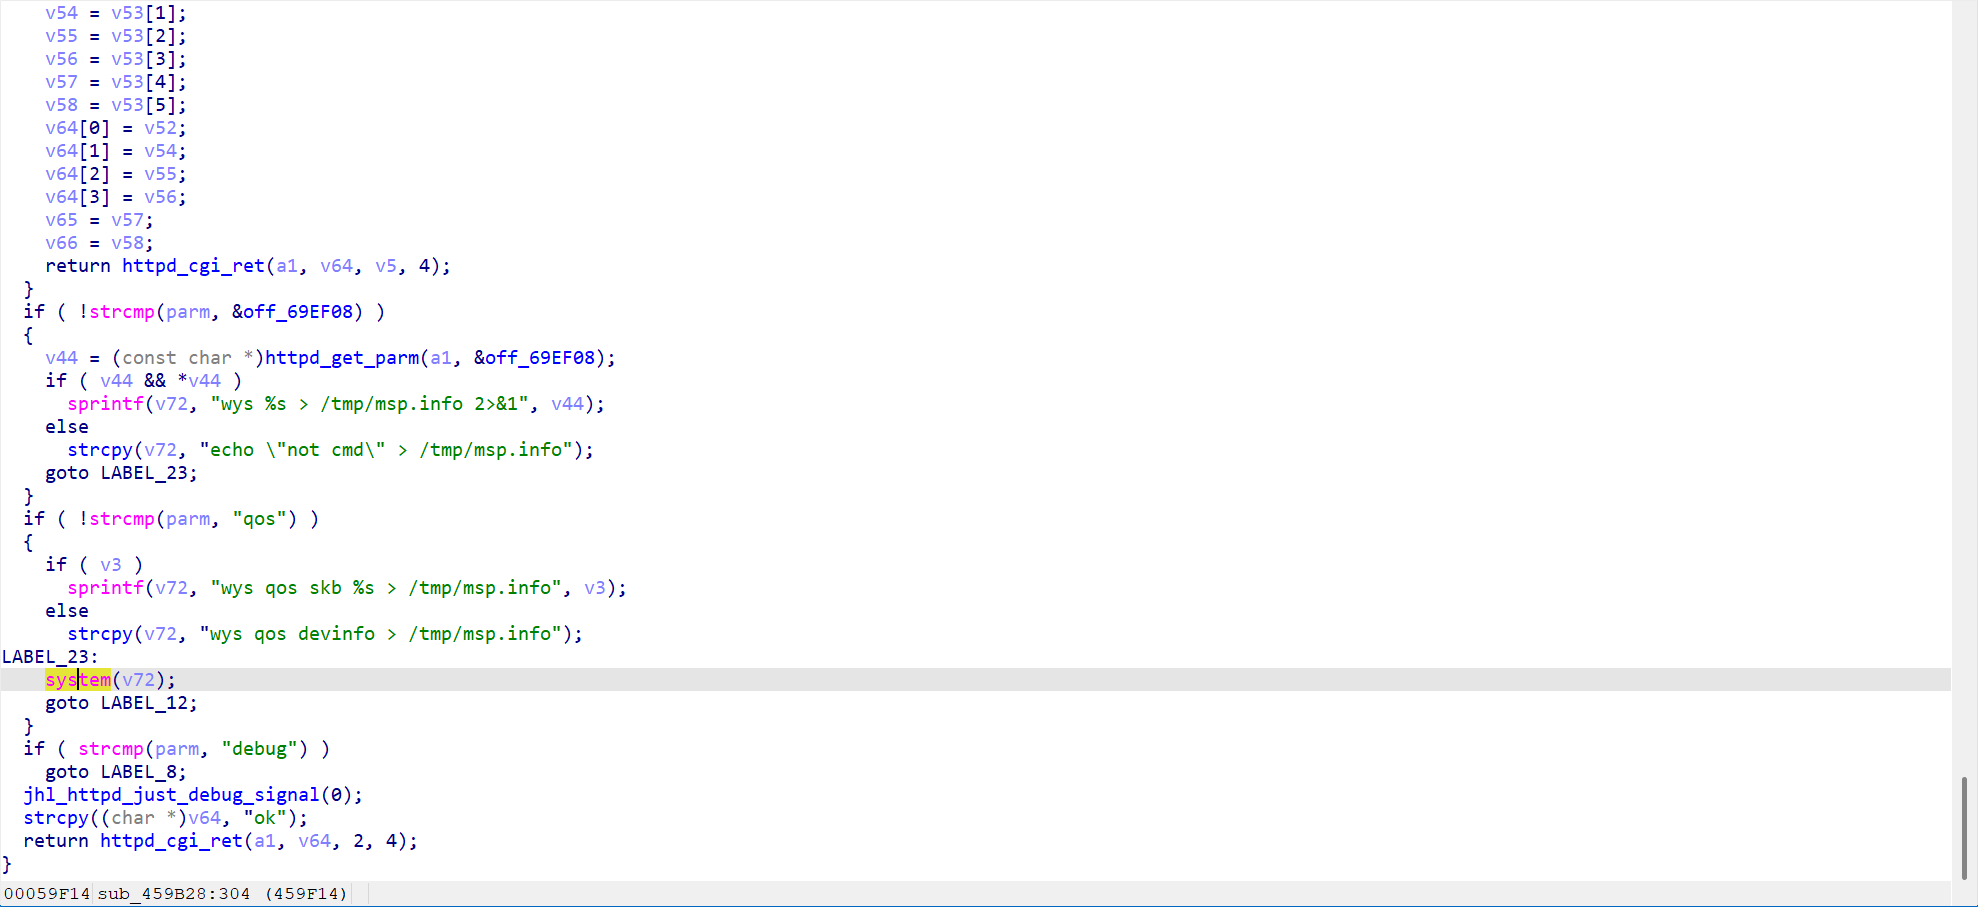 v54 = v53[1];
v55 = v53[2];
v56 = v53[3];
v57 = v53[4];
v58 = v53[5];
v64[0] = v52;
v64[1] = v54;
v64[2] = v55;
v64[3] = v56;
v65 = v57;
v66 = v58;
return httpd_cgi_ret(a1, v64, v5, 4);
}
if ( !strcmp(parm, &off_69EF08) )
{
v44 = (const char *)httpd_get_parm(a1, &off_69EF08);
if ( v44 && *v44 )
sprintf(v72, "wys %s > /tmp/msp.info 2>&1", v44);
else
strcpy(v72, "echo \"not cmd\" > /tmp/msp.info");
goto LABEL_23;
}
if ( !strcmp(parm, "qos") )
{
if ( v3 )
sprintf(v72, "wys qos skb %s > /tmp/msp.info", v3);
else
strcpy(v72, "wys qos devinfo > /tmp/msp.info");
LABEL_23:
system(v72);
goto LABEL_12;
}
if ( strcmp(parm, "debug") )
goto LABEL_8;
jhl_httpd_just_debug_signal(0);
strcpy((char *)v64, "ok");
return httpd_cgi_ret(a1, v64, 2, 4);
}
00059F14 sub_459B28:304 (459F14)